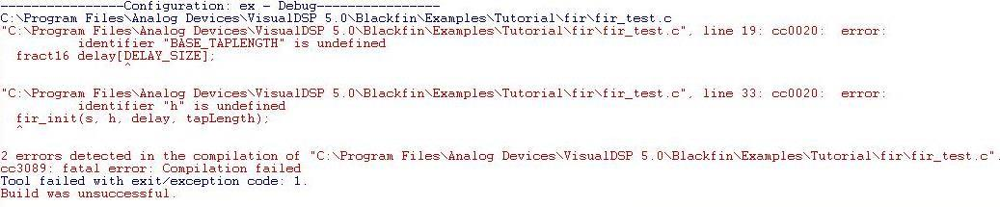 ----------------Configuration: ex - Debug----------------
C:\Program Files\Analog Devices\VisualDSP 5.0\Blackfin\Examples\Tutorial\fir\fir_test.c
"C:\Program Files\Analog Devices\VisualDSP 5.0\Blackfin\Examples\Tutorial\fir\fir_test.c", line 19: cc0020:  error:
          identifier "BASE_TAPLENGTH" is undefined
  fract16 delay[DELAY_SIZE];
                ^
"C:\Program Files\Analog Devices\VisualDSP 5.0\Blackfin\Examples\Tutorial\fir\fir_test.c", line 33: cc0020:  error:
          identifier "h" is undefined
  fir_init(s, h, delay, tapLength);
  ^
2 errors detected in the compilation of "C:\Program Files\Analog Devices\VisualDSP 5.0\Blackfin\Examples\Tutorial\fir\fir_test.c".
cc3089: fatal error: Compilation failed
Tool failed with exit/exception code: 1.
Build was unsuccessful.